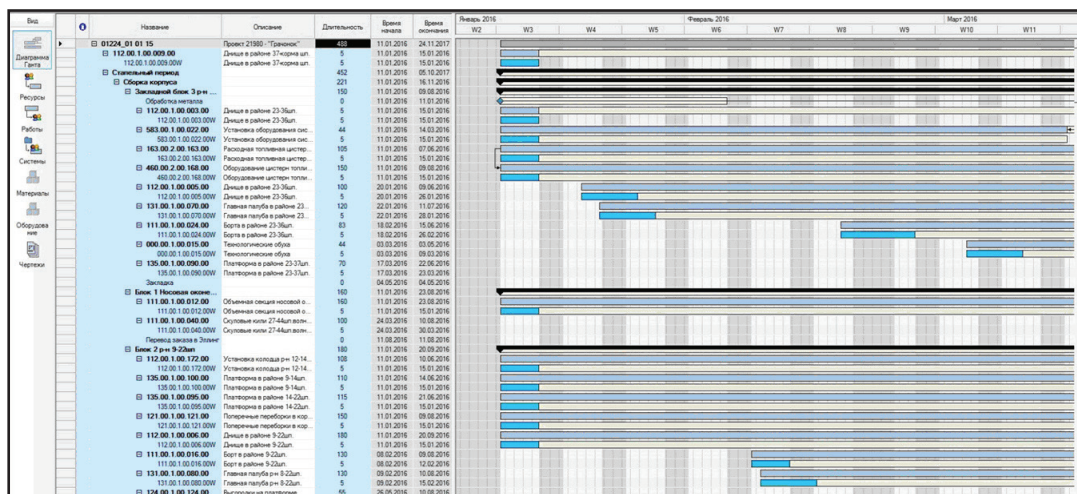 Вид
Диаграмма Ганта
Ресурсы
Работы
Системы
Материалы
Оборудова ние
Чертежи
Название Описание Длительность Время начала Время окончания
Январь 2016 Февраль 2016 Март 2016
W2 W3 W4 W5 W6 W7 W8 W9 W10 W11
01224_01 01 15 Проект 21980 - "Грачонок" 488 11.01.2016 24.11.2017
112.00.1.00.009.00 Днище в районе 37-корма шп. 5 11.01.2016 15.01.2016
112.00.1.00.009.00W Днище в районе 37-корма шп. 5 11.01.2016 15.01.2016
Стапельный период 452 11.01.2016 05.10.2017
Сборка корпуса 221 11.01.2016 16.11.2016
Закладной блок 3 р-н ... 150 11.01.2016 09.08.2016
Обработка металла 0 11.01.2016 11.01.2016
112.00.1.00.003.00 Днище в районе 23-36шп. 5 11.01.2016 15.01.2016
112.00.1.00.003.00W Днище в районе 23-36шп. 5 11.01.2016 15.01.2016
583.00.1.00.022.00 Установка оборудования сис... 44 11.01.2016 14.03.2016
583.00.1.00.022.00W Установка оборудования сис... 5 11.01.2016 15.01.2016
163.00.2.00.163.00 Расходная топливная цистер... 105 11.01.2016 07.06.2016
163.00.2.00.163.00W Расходная топливная цистер... 5 11.01.2016 15.01.2016
460.00.2.00.168.00 Оборудование цистерн топли... 150 11.01.2016 09.08.2016
460.00.2.00.168.00W Оборудование цистерн топли... 5 11.01.2016 15.01.2016
112.00.1.00.005.00 Днище в районе 23-36шп. 100 20.01.2016 09.06.2016
112.00.1.00.005.00W Днище в районе 23-36шп. 5 20.01.2016 26.01.2016
131.00.1.00.070.00 Главная палуба в районе 23... 120 22.01.2016 11.07.2016
131.00.1.00.070.00W Главная палуба в районе 23... 5 22.01.2016 28.01.2016
111.00.1.00.024.00 Борта в районе 23-36шп. 83 18.02.2016 15.06.2016
111.00.1.00.024.00W Борта в районе 23-36шп. 5 18.02.2016 26.02.2016
000.00.1.00.015.00 Технологические обуха 44 03.03.2016 03.05.2016
000.00.1.00.015.00W Технологические обуха 5 03.03.2016 09.03.2016
135.00.1.00.090.00 Платформа в районе 23-37шп. 70 17.03.2016 22.06.2016
135.00.1.00.090.00W Платформа в районе 23-37шп. 5 17.03.2016 23.03.2016
Закладка 0 04.05.2016 04.05.2016
Блок 1 Носовая оконе... 160 11.01.2016 23.08.2016
111.00.1.00.012.00 Объемная секция носовой о... 160 11.01.2016 23.08.2016
111.00.1.00.012.00W Объемная секция носовой о... 5 11.01.2016 15.01.2016
111.00.1.00.040.00 Скуловые кили 27-44шп.волн... 100 24.03.2016 10.08.2016
111.00.1.00.040.00W Скуловые кили 27-44шп.волн... 5 24.03.2016 30.03.2016
Перевод заказа в Эллинг 0 11.08.2016 11.08.2016
Блок 2 р-н 9-22шп 180 11.01.2016 20.09.2016
112.00.1.00.172.00 Установка колодца р-н 12-14... 108 11.01.2016 10.06.2016
112.00.1.00.172.00W Установка колодца р-н 12-14... 5 11.01.2016 15.01.2016
135.00.1.00.100.00 Платформа в районе 9-14шп. 110 11.01.2016 14.06.2016
135.00.1.00.100.00W Платформа в районе 9-14шп. 5 11.01.2016 15.01.2016
135.00.1.00.095.00 Платформа в районе 14-22шп. 115 11.01.2016 21.06.2016
135.00.1.00.095.00W Платформа в районе 14-22шп. 5 11.01.2016 15.01.2016
121.00.1.00.121.00 Поперечные переборки в кор... 150 11.01.2016 09.08.2016
121.00.1.00.121.00W Поперечные переборки в кор... 5 11.01.2016 15.01.2016
112.00.1.00.006.00 Днище в районе 9-22шп. 180 11.01.2016 20.09.2016
112.00.1.00.006.00W Днище в районе 9-22шп. 5 11.01.2016 15.01.2016
111.00.1.00.016.00 Борт в районе 9-22шп. 130 08.02.2016 09.08.2016
111.00.1.00.016.00W Борт в районе 9-22шп. 5 08.02.2016 12.02.2016
131.00.1.00.080.00 Главная палуба р-н 8-22шп. 130 09.02.2016 10.08.2016
131.00.1.00.080.00W Главная палуба р-н 8-22шп. 5 09.02.2016 15.02.2016
124.00.1.00.124.00 Выгородки на платформе 55 26.05.2016 10.08.2016